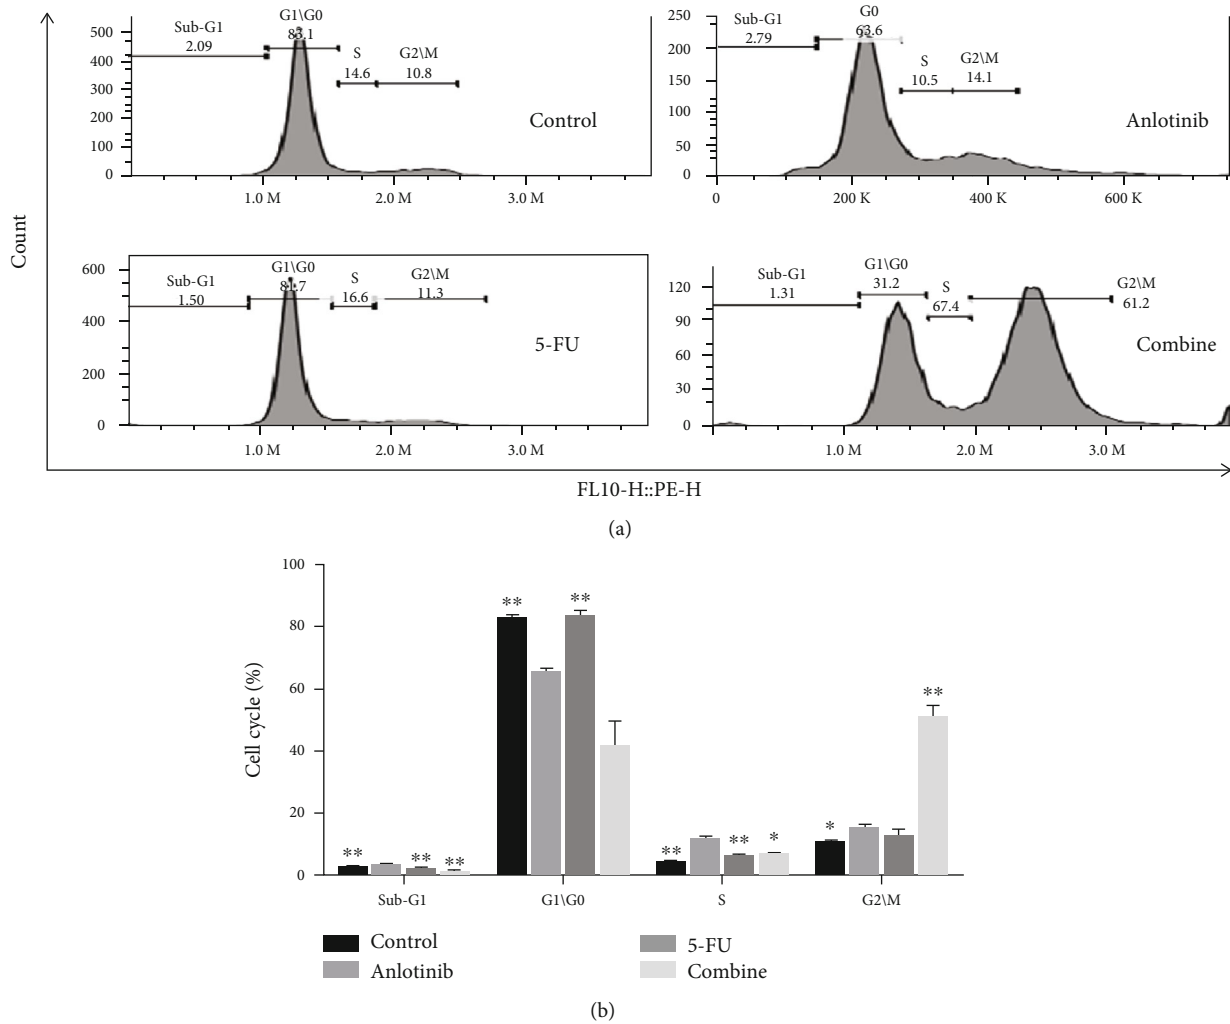 Count
Sub-G1
2.09
G1\G0
83.1
S
14.6
G2\M
10.8
Control
500
400
300
200
100
0
1.0 M 2.0 M 3.0 M
Sub-G1
2.79
G0
63.6
S
10.5
G2\M
14.1
Anlotinib
250
200
150
100
50
0
0 200 K 400 K 600 K
Sub-G1
1.50
G1\G0
81.7
S
16.6
G2\M
11.3
5-FU
600
400
200
0
1.0 M 2.0 M 3.0 M
Sub-G1
1.31
G1\G0
31.2
S
67.4
G2\M
61.2
Combine
120
90
60
30
0
1.0 M 2.0 M 3.0 M
FL10-H::PE-H
(a)
Cell cycle (%)
100
80
60
40
20
0
** ** **
** **
** ** *
* **
Sub-G1 G1\G0 S G2\M
Control 5-FU
Anlotinib Combine
(b)